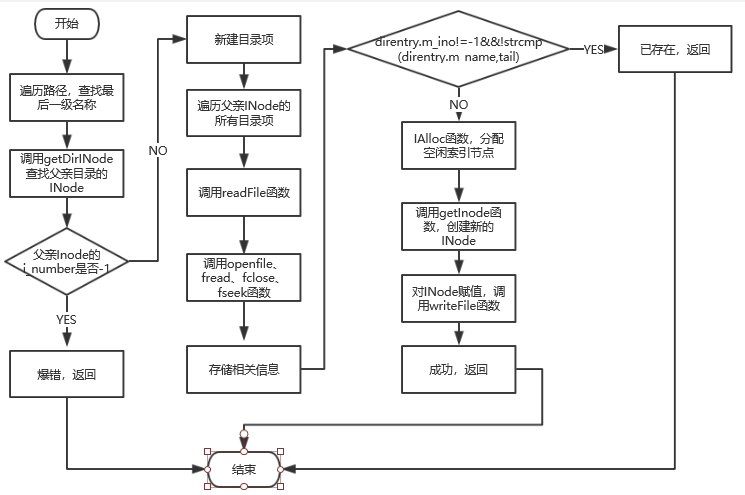 开始
遍历路径，查找最
后一级名称
调用getDirINode
查找父亲目录的
INode
父亲Inode的
i_number是否-1
YES
爆错，返回
NO
新建目录项
遍历父亲INode的
所有目录项
调用readFile函数
调用openfile、
fread、fclose、
fseek函数
存储相关信息
direntry.m_ino!=-1&&!strcmp
(direntry.m name,tail)
YES
已存在，返回
NO
IAlloc函数，分配
空闲索引节点
调用getInode函
数，创建新的
INode
对INode赋值，调
用writeFile函数
成功，返回
结束